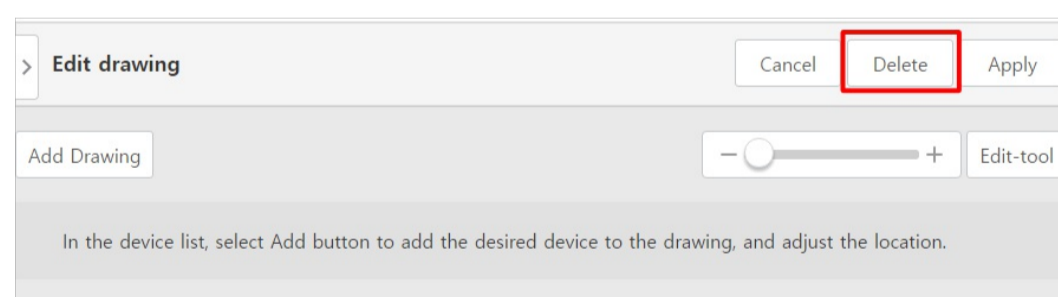 Edit drawing
Cancel Delete Apply
Add Drawing
Edit-tool
In the device list, select Add button to add the desired device to the drawing, and adjust the location.